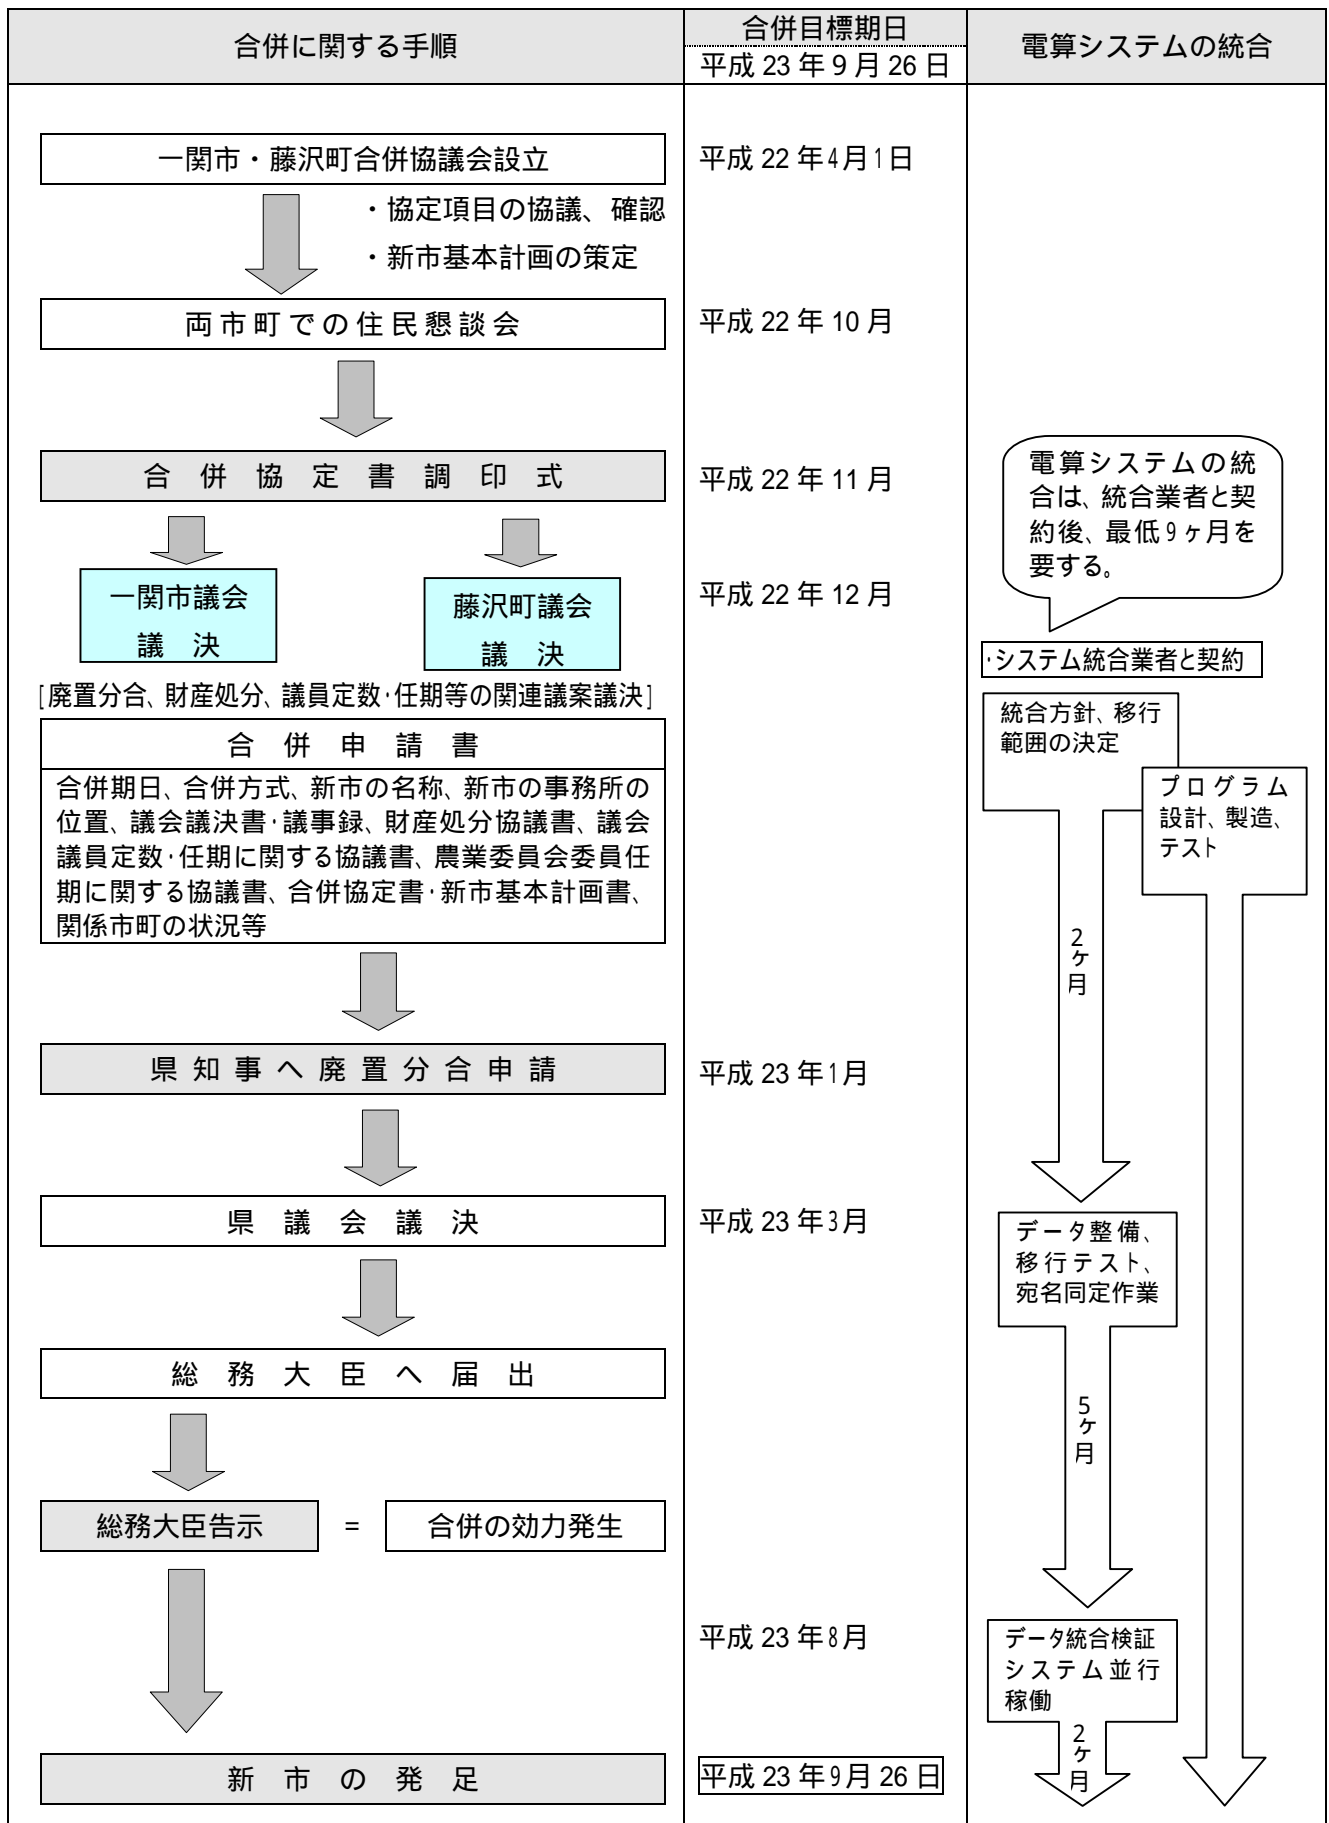 合併に関する手順
合併目標期日
平成 23 年 9 月 26 日
電算システムの統合
一関市・藤沢町合併協議会設立
平成 22 年4月1日
・協定項目の協議、確認
・新市基本計画の策定
両市町での住民懇談会
平成 22 年 10 月
合併協定書調印式
平成 22 年 11 月
電算システムの統
合は、統合業者と契
約後、最低9ヶ月を
要する。
一関市議会
議 決
藤沢町議会
議 決
平成 22 年 12 月
・システム統合業者と契約
[廃置分合、財産処分、議員定数・任期等の関連議案議決]
統合方針、移行
範囲の決定
合併申請書
合併期日、合併方式、新市の名称、新市の事務所の
位置、議会議決書・議事録、財産処分協議書、議会
議員定数・任期に関する協議書、農業委員会委員任
期に関する協議書、合併協定書・新市基本計画書、
関係市町の状況等
プログラム
設計、製造、
テスト
2ヶ月
県知事へ廃置分合申請
平成 23 年1月
県議会議決
平成 23 年3月
データ整備、
移行テスト、
宛名同定作業
総務大臣へ届出
5ヶ月
総務大臣告示
=
合併の効力発生
平成 23 年8月
データ統合検証
システム並行
稼働
2ヶ月
新市の発足
平成 23 年9月 26 日